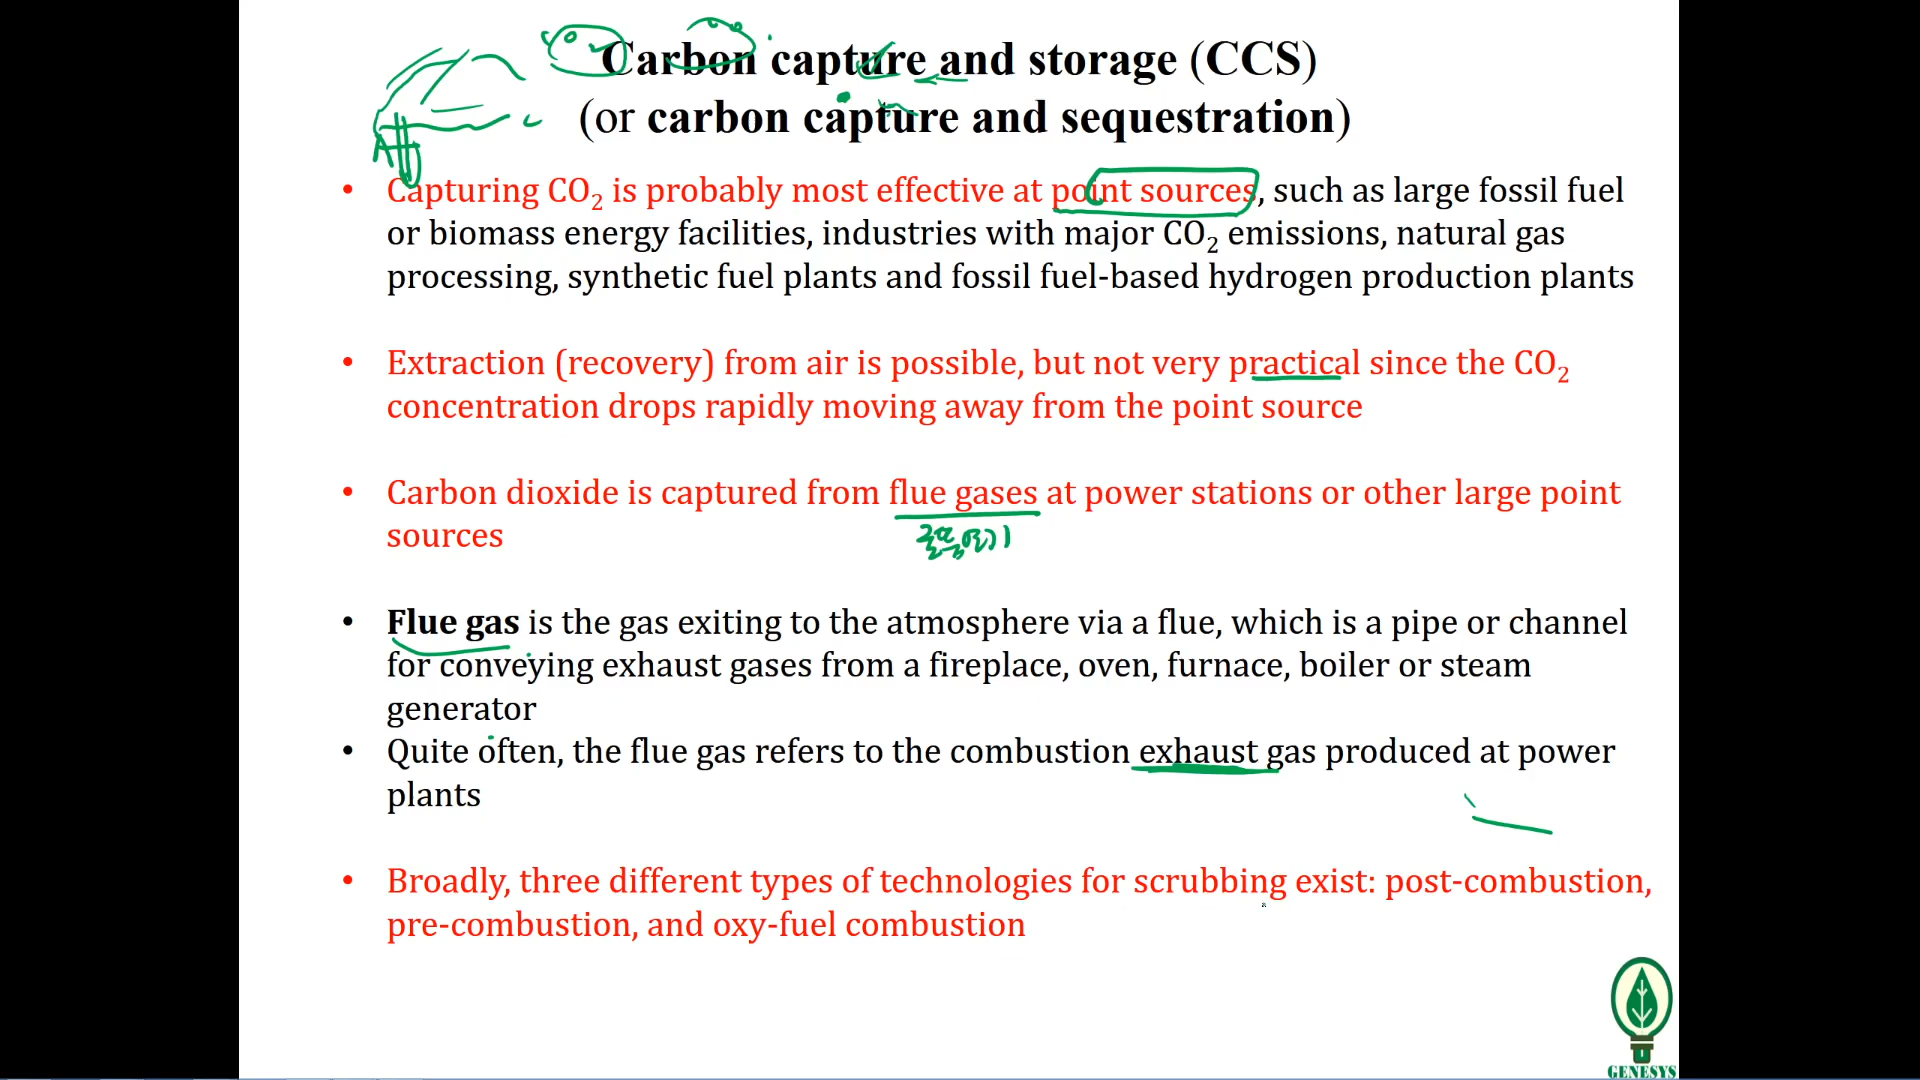 Carbon capture and storage (CCS)
(or carbon capture and sequestration)
• Capturing CO₂ is probably most effective at point sources, such as large fossil fuel
or biomass energy facilities, industries with major CO₂ emissions, natural gas
processing, synthetic fuel plants and fossil fuel-based hydrogen production plants
• Extraction (recovery) from air is possible, but not very practical since the CO₂
concentration drops rapidly moving away from the point source
• Carbon dioxide is captured from flue gases at power stations or other large point
sources
• Flue gas is the gas exiting to the atmosphere via a flue, which is a pipe or channel
for conveying exhaust gases from a fireplace, oven, furnace, boiler or steam
generator
• Quite often, the flue gas refers to the combustion exhaust gas produced at power
plants
• Broadly, three different types of technologies for scrubbing exist: post-combustion,
pre-combustion, and oxy-fuel combustion
GENESYS